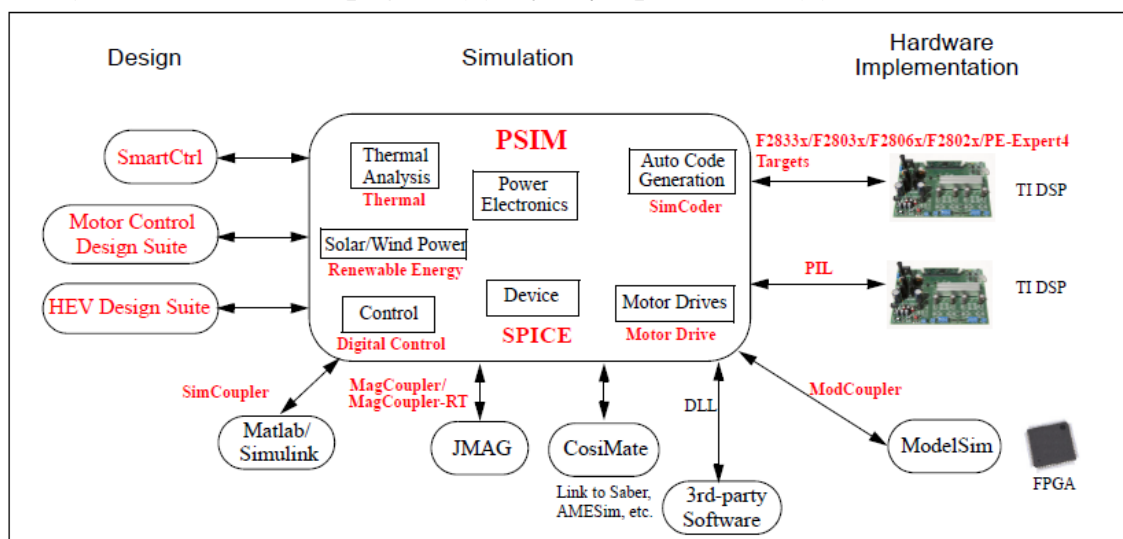 Design
Simulation
Hardware
Implementation
SmartCtrl
Motor Control
Design Suite
HEV Design Suite
PSIM
Thermal
Analysis
Thermal
Power
Electronics
Auto Code
Generation
SimCoder
Solar/Wind Power
Renewable Energy
Device
SPICE
Control
Digital Control
Motor Drives
Motor Drive
F2833x/F2803x/F2806x/F2802x/PE-Expert4
Targets
TI DSP
PIL
TI DSP
SimCoupler
Matlab/
Simulink
MagCoupler/
MagCoupler-RT
JMAG
CosiMate
Link to Saber,
AMESim, etc.
DLL
3rd-party
Software
ModCoupler
ModelSim
FPGA